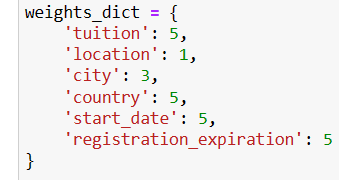 weights_dict = {
    'tuition': 5,
    'location': 1,
    'city': 3,
    'country': 5,
    'start_date': 5,
    'registration_expiration': 5
}